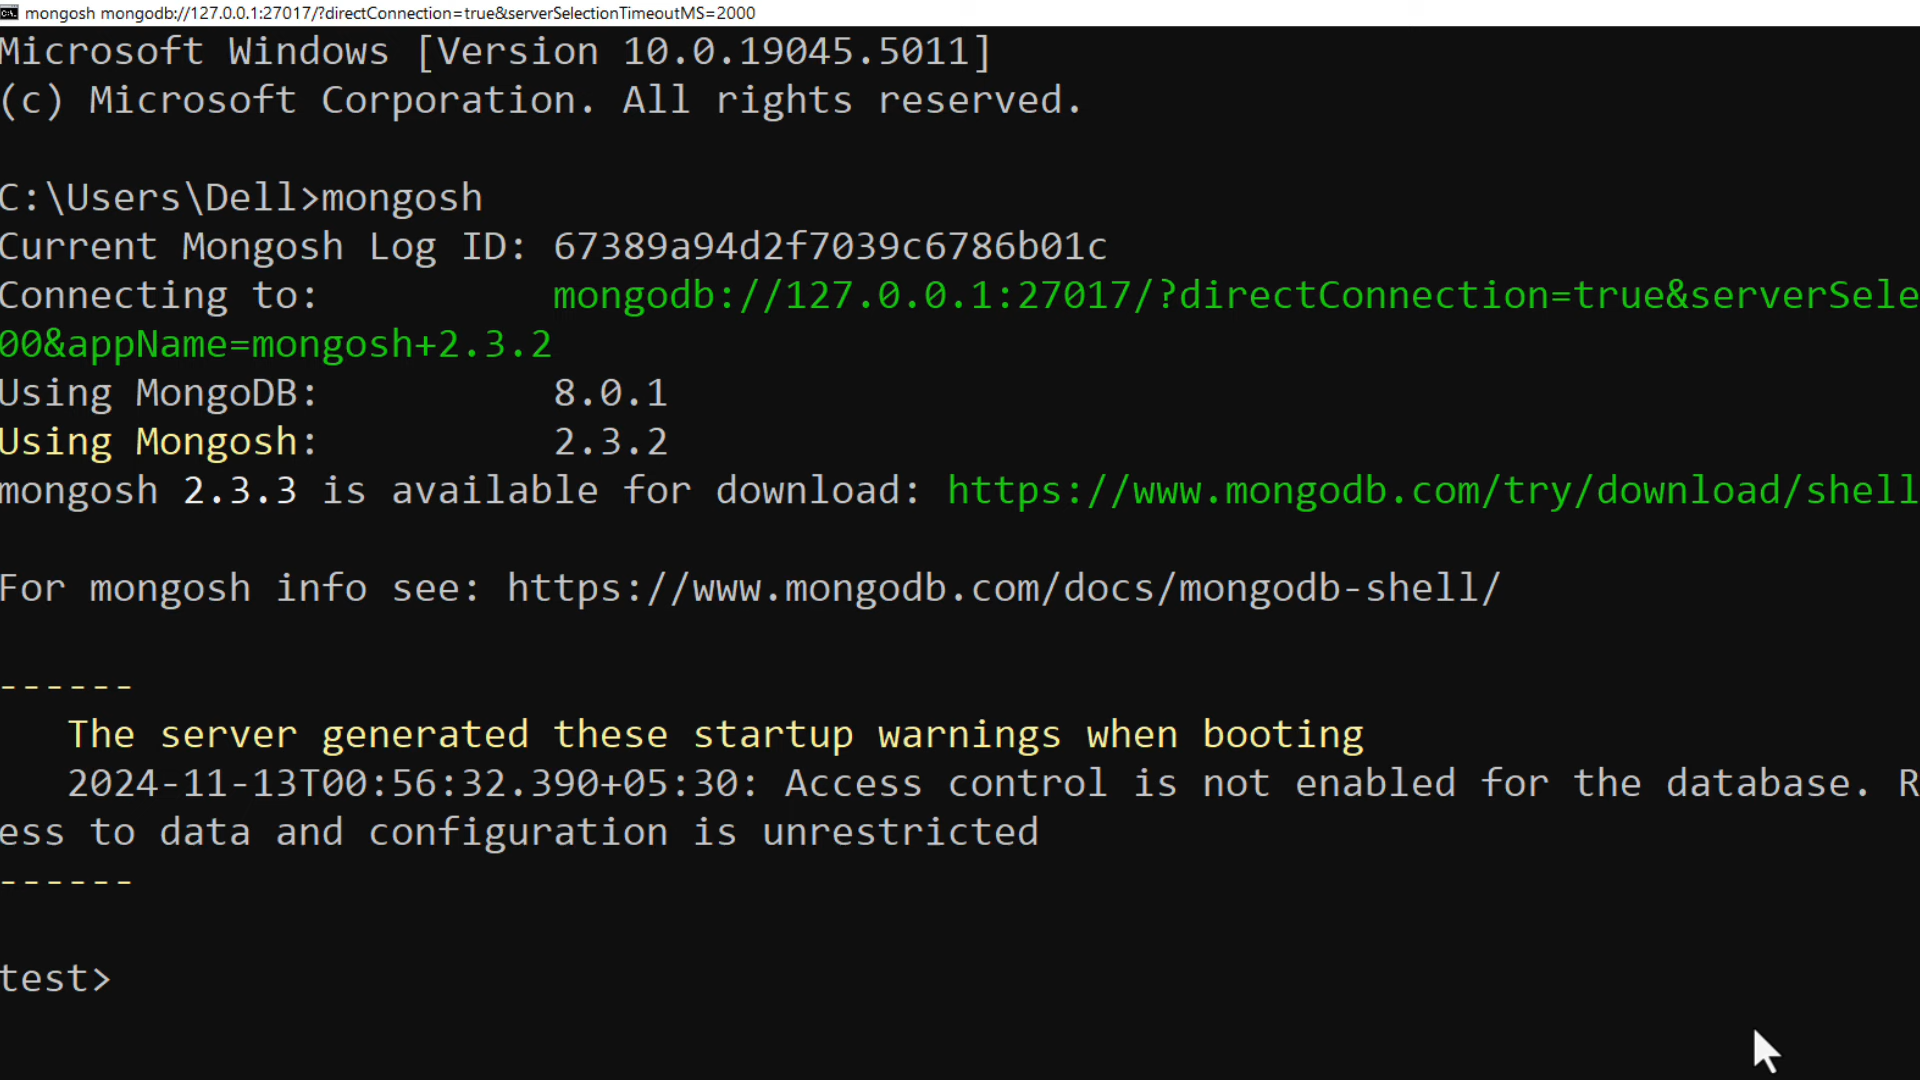 mongosh mongodb://127.0.0.1:27017/?directConnection=true&serverSelectionTimeoutMS=2000
Microsoft Windows [Version 10.0.19045.5011]
(c) Microsoft Corporation. All rights reserved.
C:\Users\Dell>mongosh
Current Mongosh Log ID: 67389a94d2f7039c6786b01c
Connecting to: mongodb://127.0.0.1:27017/?directConnection=true&serverSele
00&appName=mongosh+2.3.2
Using MongoDB: 8.0.1
Using Mongosh: 2.3.2
mongosh 2.3.3 is available for download: https://www.mongodb.com/try/download/shell
For mongosh info see: https://www.mongodb.com/docs/mongodb-shell/
------
The server generated these startup warnings when booting
2024-11-13T00:56:32.390+05:30: Access control is not enabled for the database. R
ess to data and configuration is unrestricted
------
test>